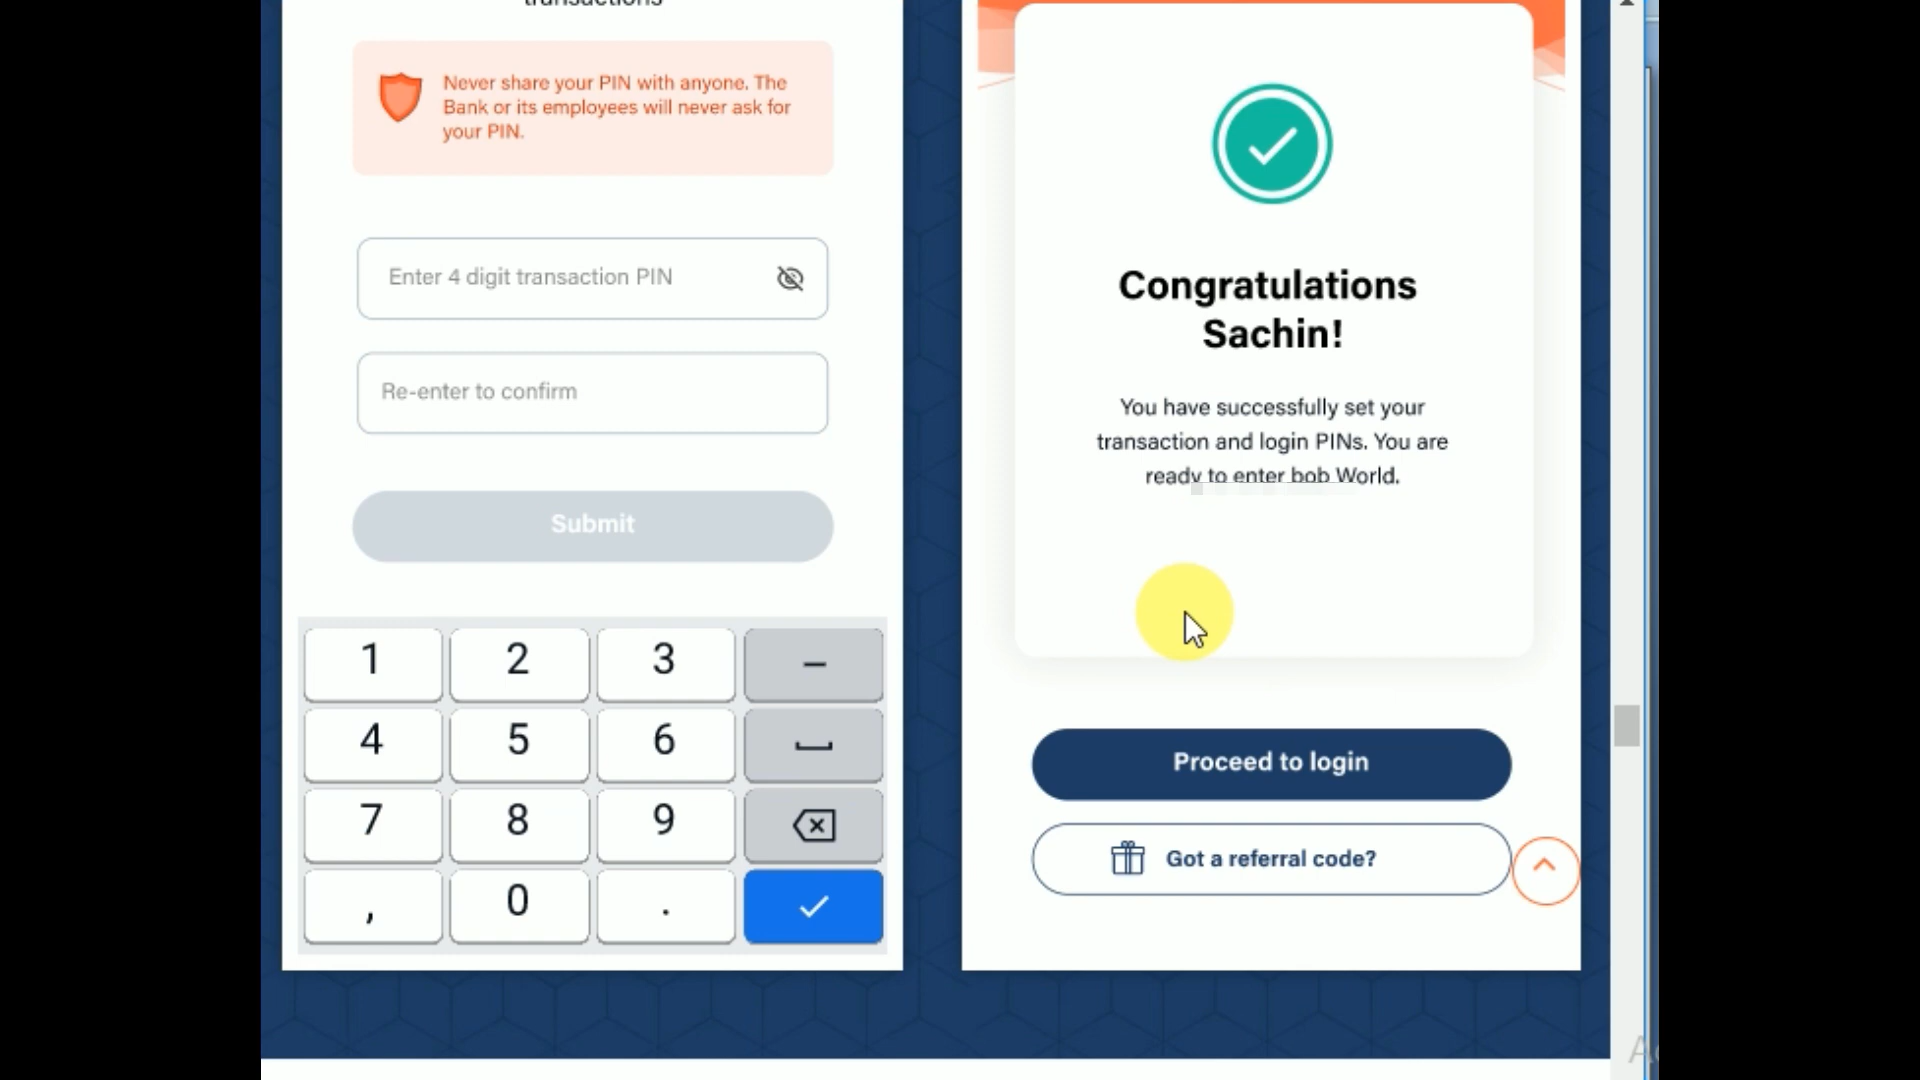 transactions
Never share your PIN with anyone. The
Bank or its employees will never ask for
your PIN.
Enter 4 digit transaction PIN
Re-enter to confirm
Submit
1 2 3 –
4 5 6
7 8 9
, 0 .
Congratulations
Sachin!
You have successfully set your
transaction and login PINs. You are
ready to enter bob World.
Proceed to login
Got a referral code?